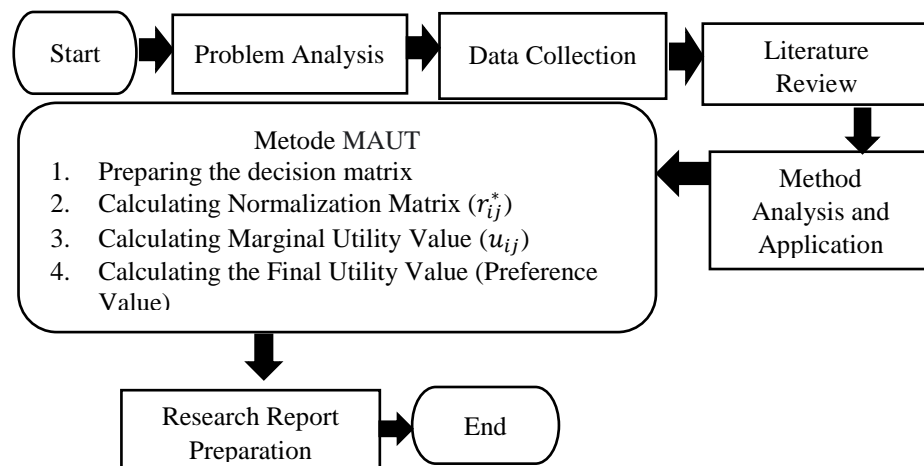 Start
Problem Analysis
Data Collection
Literature
Review
Method
Analysis and
Application
Metode MAUT
1. Preparing the decision matrix
2. Calculating Normalization Matrix (𝑟ᵢⱼ*)
3. Calculating Marginal Utility Value (𝑢ᵢⱼ)
4. Calculating the Final Utility Value (Preference
Value)
Research Report
Preparation
End